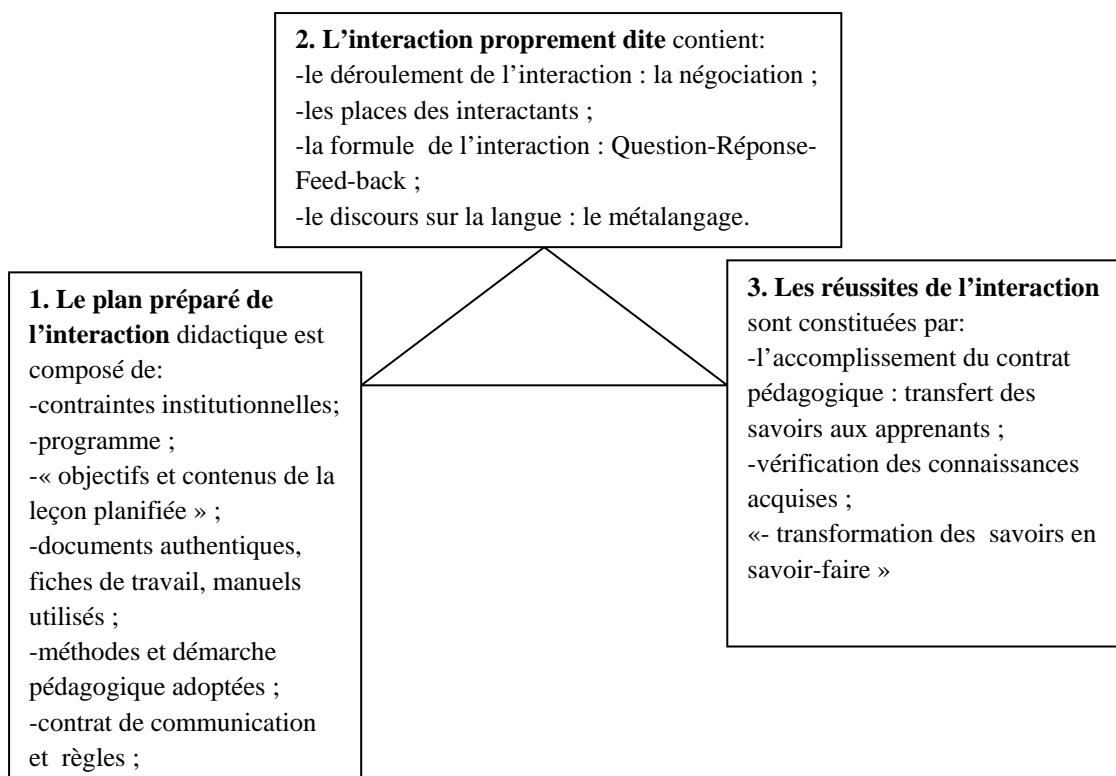 2. L’interaction proprement dite contient:
-le déroulement de l’interaction : la négociation ;
-les places des interactants ;
-la formule de l’interaction : Question-Réponse-
Feed-back ;
-le discours sur la langue : le métalangage.
1. Le plan préparé de
l’interaction didactique est
composé de:
-contraintes institutionnelles;
-programme ;
-« objectifs et contenus de la
leçon planifiée » ;
-documents authentiques,
fiches de travail, manuels
utilisés ;
-méthodes et démarche
pédagogique adoptées ;
-contrat de communication
et règles ;
3. Les réussites de l’interaction
sont constituées par:
-l’accomplissement du contrat
pédagogique : transfert des
savoirs aux apprenants ;
-vérification des connaissances
acquises ;
«- transformation des savoirs en
savoir-faire »